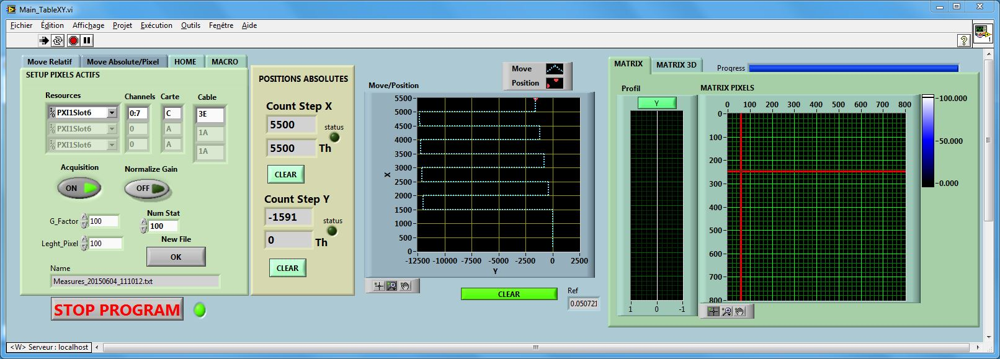 Main_TableXY.vi
Fichier Édition Affichage Projet Exécution Outils Fenêtre Aide
?
1
Move Relatif Move Absolute/Pixel HOME MACRO
SETUP PIXELS ACTIFS
Resources Channels Carte Cable
PXI1Slot6 0:7 C 3E
PXI1Slot6 0 A 1A
PXI1Slot6 0 A 1A
Acquisition Normalize Gain
ON OFF
G_Factor 100
Num Stat
100
Leght_Pixel 100
New File
OK
Name
Measures_20150604_111012.txt
STOP PROGRAM
POSITIONS ABSOLUTES
Count Step X
5500
status
5500 Th
CLEAR
Count Step Y
-1591
status
0 Th
CLEAR
Move
Position
Move/Position
5500
5000
4500
4000
3500
3000
2500
2000
1500
1000
500
0
X
-12500 -10000 -7500 -5000 -2500 0 2500
Y
CLEAR
Ref
0.050721
MATRIX MATRIX 3D Progress
Profil
Y
1 0 -1
MATRIX PIXELS
0 100 200 300 400 500 600 700 800
0
100
200
300
400
500
600
700
800
-100.000
-50.000
-0.000
<W> Serveur : localhost